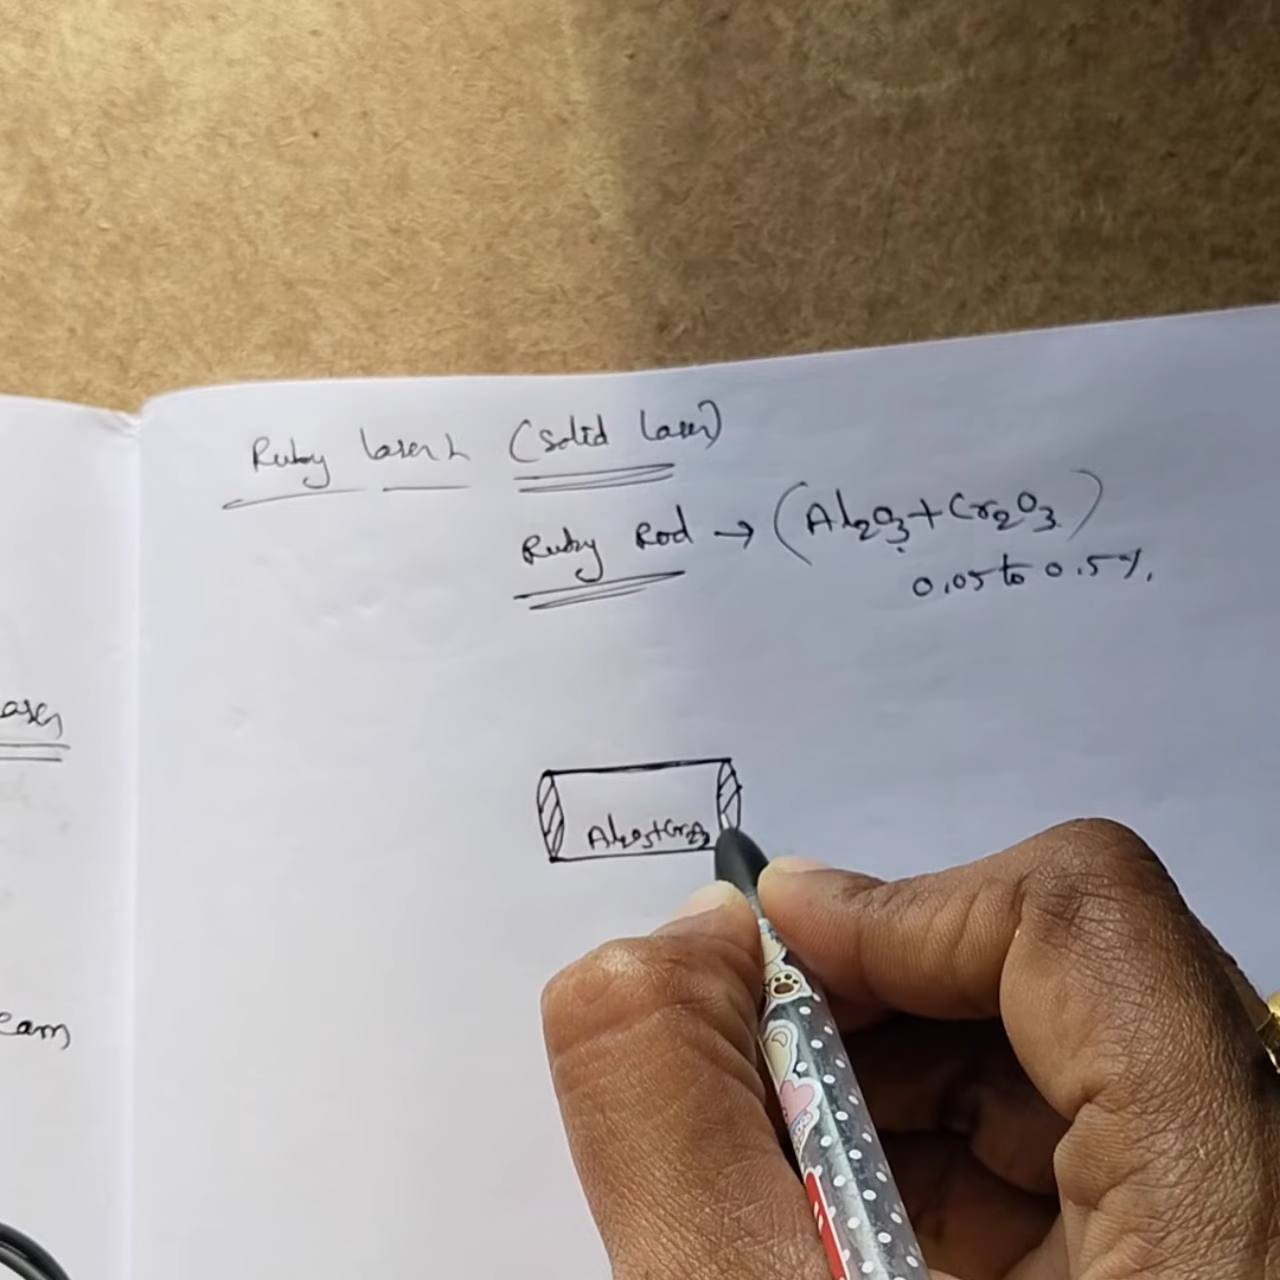 Ruby laser:- (Solid laser)
Ruby Rod → (Al₂O₃+Cr₂O₃)
0.05 to 0.5%.
Al₂O₃+Cr₂O₃